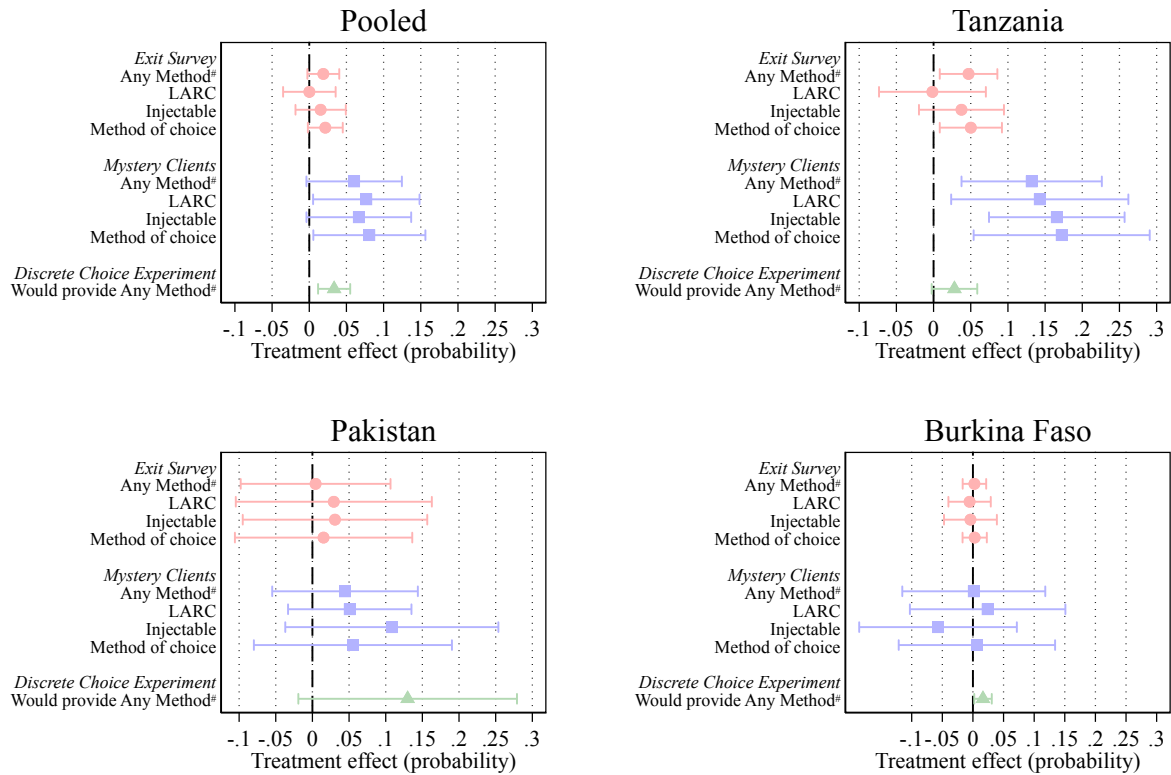 Pooled
Exit Survey
Any Method#
LARC
Injectable
Method of choice
Mystery Clients
Any Method#
LARC
Injectable
Method of choice
Discrete Choice Experiment
Would provide Any Method#
-.1 -.05 0 .05 .1 .15 .2 .25 .3
Treatment effect (probability)
Tanzania
Exit Survey
Any Method#
LARC
Injectable
Method of choice
Mystery Clients
Any Method#
LARC
Injectable
Method of choice
Discrete Choice Experiment
Would provide Any Method#
-.1 -.05 0 .05 .1 .15 .2 .25 .3
Treatment effect (probability)
Pakistan
Exit Survey
Any Method#
LARC
Injectable
Method of choice
Mystery Clients
Any Method#
LARC
Injectable
Method of choice
Discrete Choice Experiment
Would provide Any Method#
-.1 -.05 0 .05 .1 .15 .2 .25 .3
Treatment effect (probability)
Burkina Faso
Exit Survey
Any Method#
LARC
Injectable
Method of choice
Mystery Clients
Any Method#
LARC
Injectable
Method of choice
Discrete Choice Experiment
Would provide Any Method#
-.1 -.05 0 .05 .1 .15 .2 .25 .3
Treatment effect (probability)